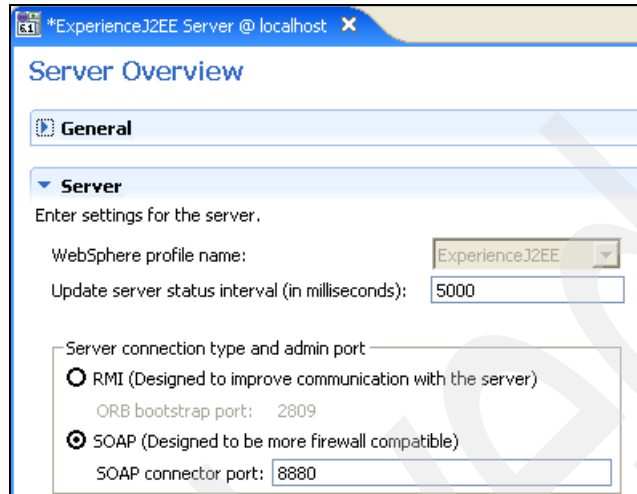 6.1 *ExperienceJ2EE Server @ localhost
Server Overview
General
Server
Enter settings for the server.
WebSphere profile name: ExperienceJ2EE
Update server status interval (in milliseconds): 5000
Server connection type and admin port
RMI (Designed to improve communication with the server)
ORB bootstrap port: 2809
SOAP (Designed to be more firewall compatible)
SOAP connector port: 8880